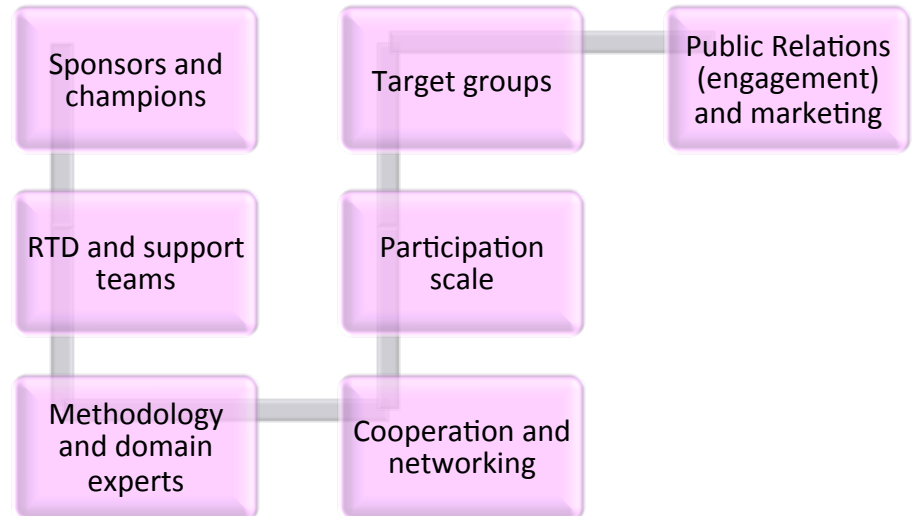 Sponsors and
champions
RTD and support
teams
Methodology
and domain
experts
Cooperation and
networking
Participation
scale
Target groups
Public Relations
(engagement)
and marketing